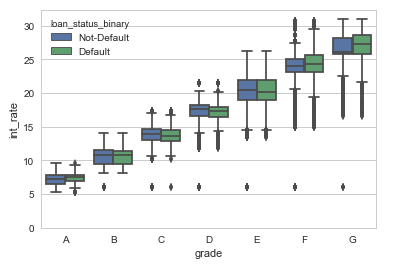 loan_status_binary
Not-Default
Default
30
25
20
15
10
5
0
int_rate
A B C D E F G
grade